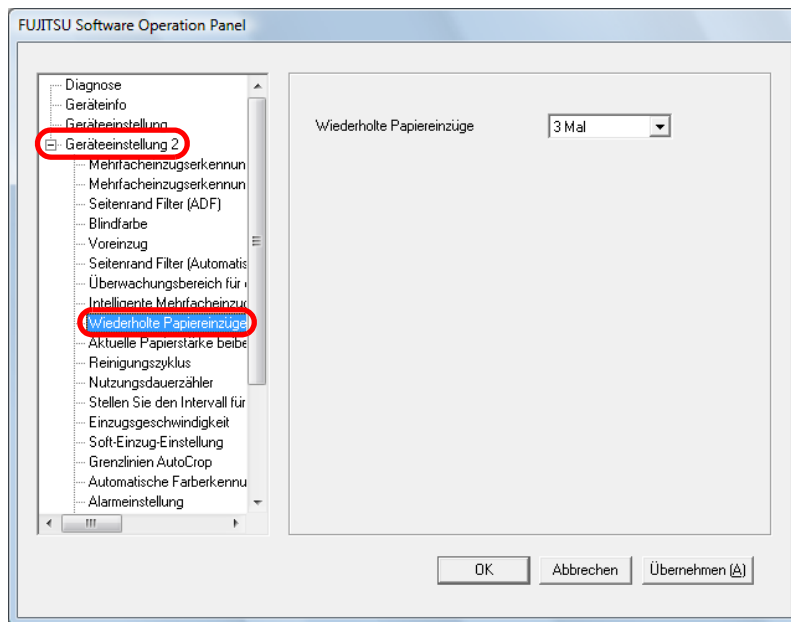 FUJITSU Software Operation Panel
Diagnose
Geräteinfo
Geräteeinstellung
Geräteeinstellung 2
Mehrfacheinzugserkennun
Mehrfacheinzugserkennun
Seitenrand Filter (ADF)
Blindfarbe
Voreinzug
Seitenrand Filter (Automatis
Überwachungsbereich für
Intelligente Mehrfacheinzug
Wiederholte Papiereinzüge
Aktuelle Papierstärke beibe
Reinigungszyklus
Nutzungsdauerzähler
Stellen Sie den Intervall für
Einzugsgeschwindigkeit
Soft-Einzug-Einstellung
Grenzlinien AutoCrop
Automatische Farberkennu
Alarmeinstellung
Wiederholte Papiereinzüge
3 Mal
OK
Abbrechen
Übernehmen (A)